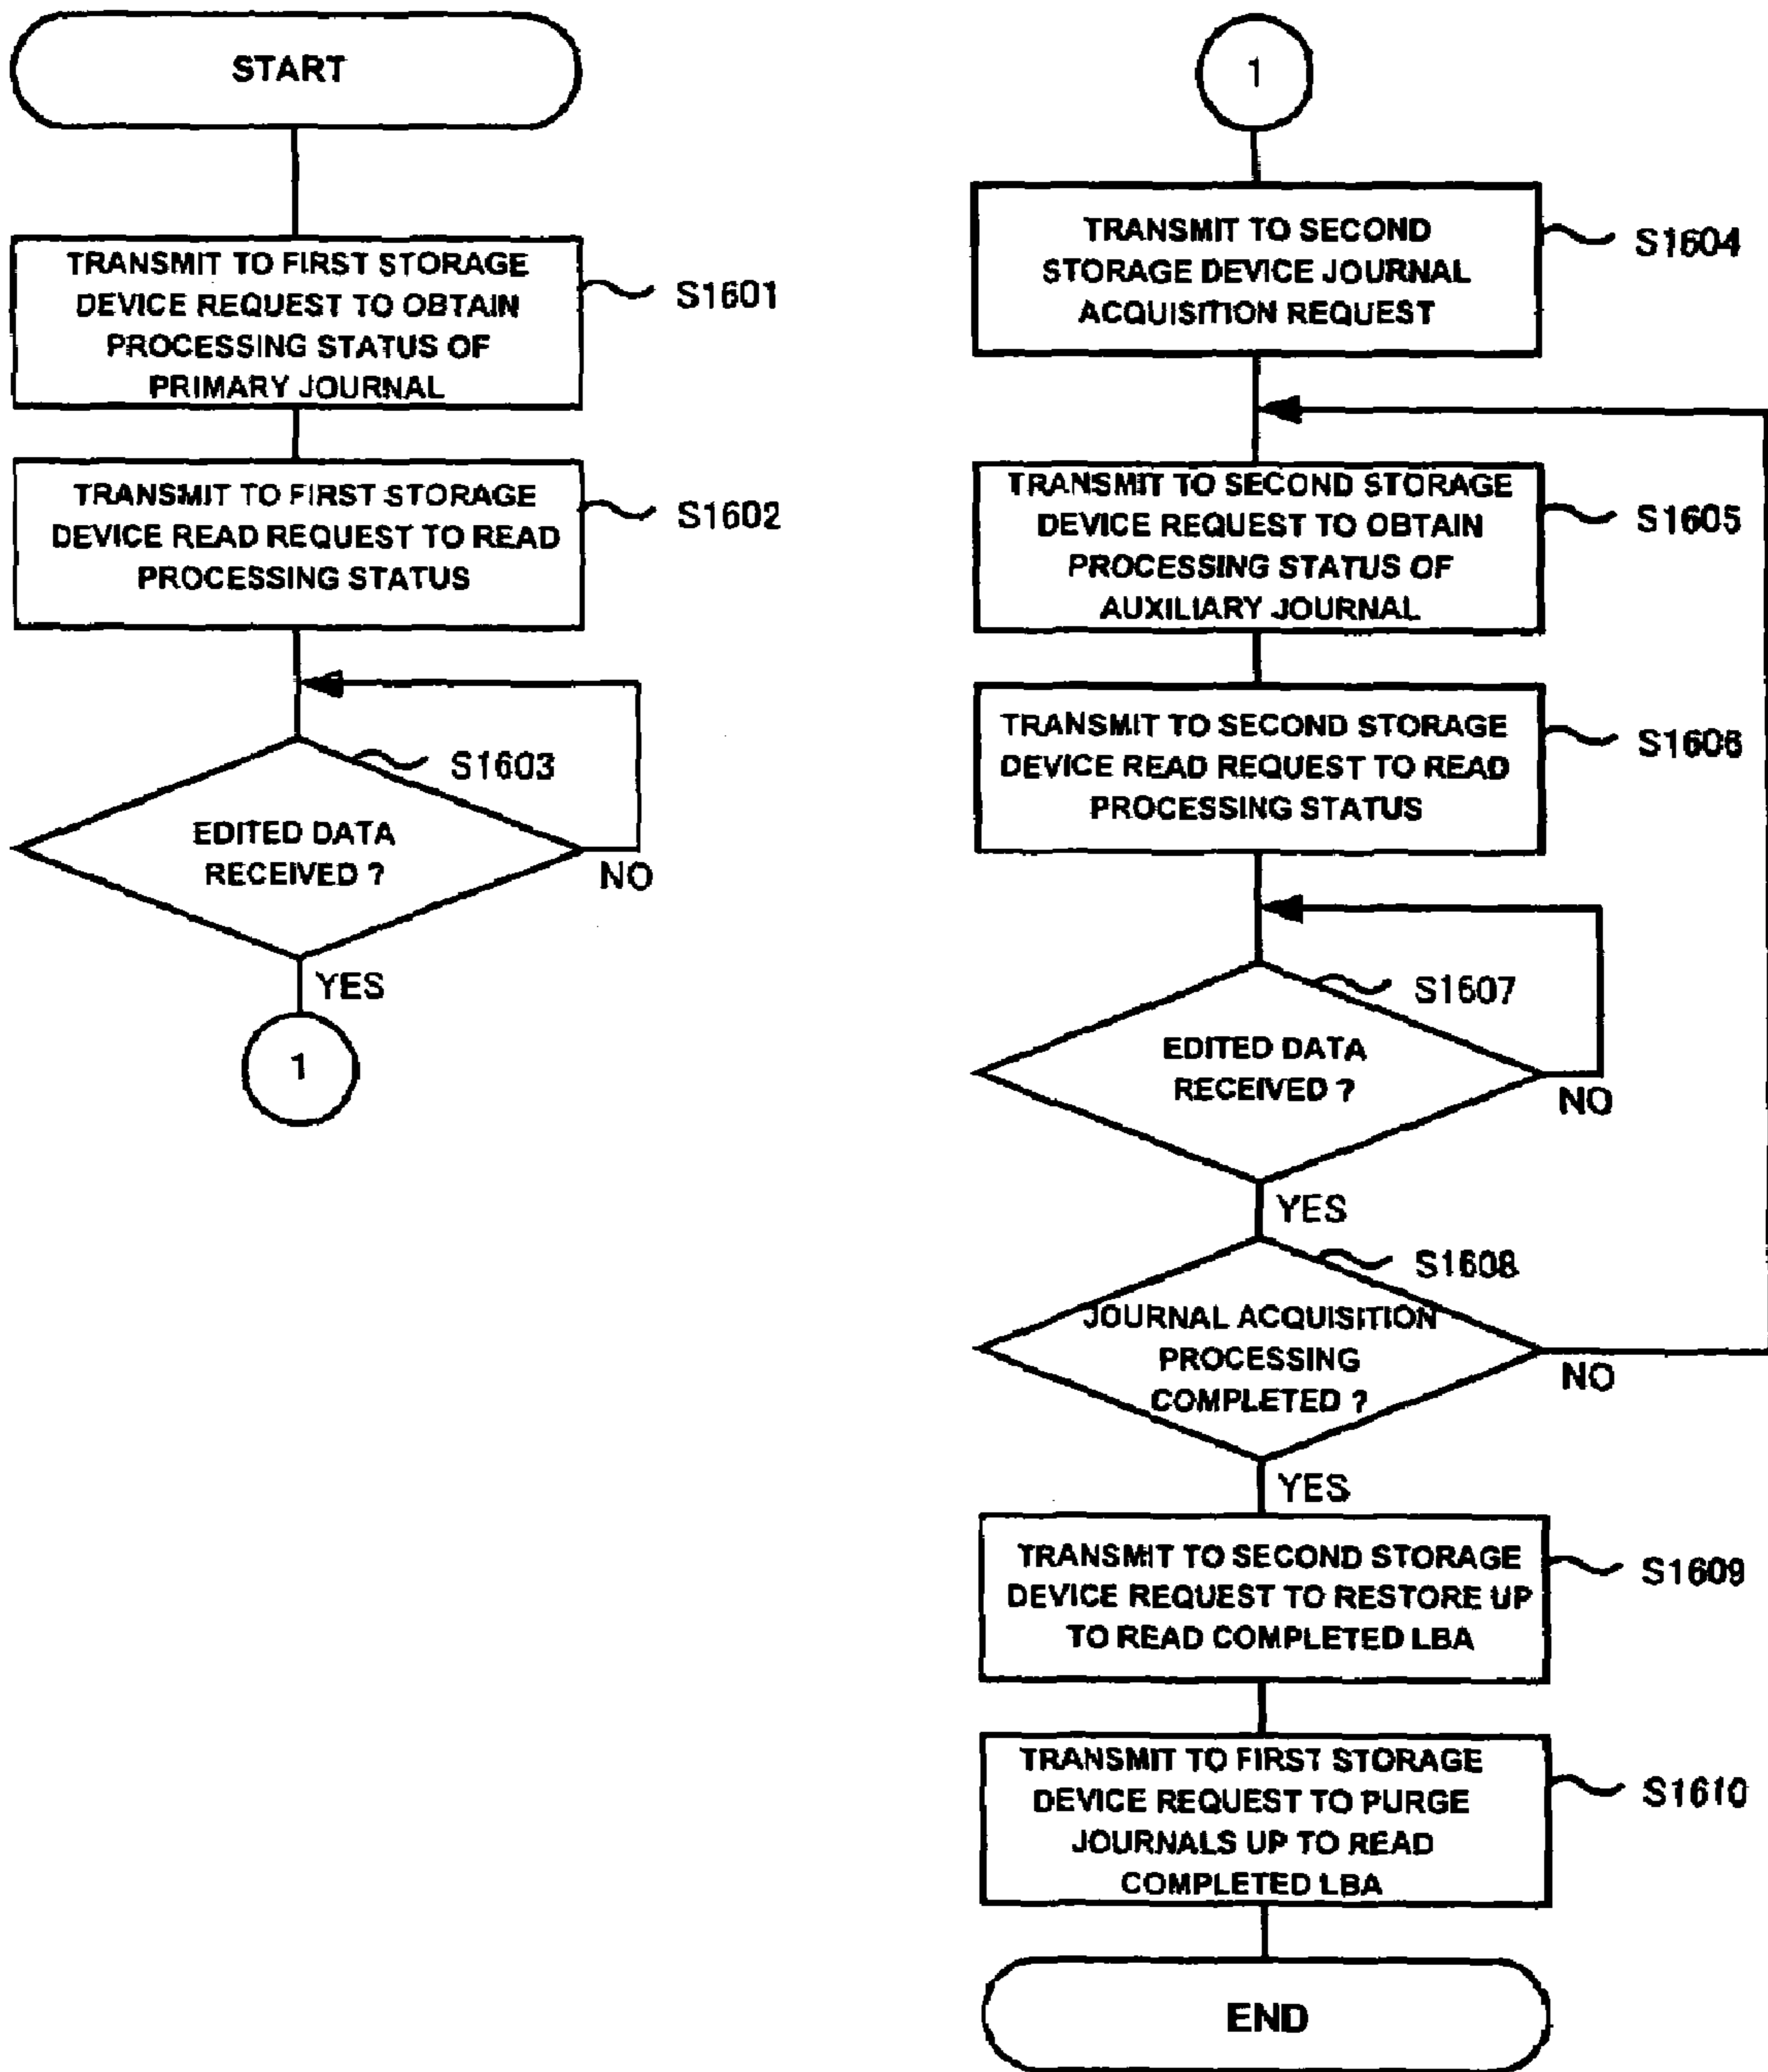 START
TRANSMIT TO FIRST STORAGE
DEVICE REQUEST TO OBTAIN
PROCESSING STATUS OF
PRIMARY JOURNAL
S1601
TRANSMIT TO FIRST STORAGE
DEVICE READ REQUEST TO READ
PROCESSING STATUS
S1602
S1603
EDITED DATA
RECEIVED ?
NO
YES
1
1
TRANSMIT TO SECOND
STORAGE DEVICE JOURNAL
ACQUISITION REQUEST
S1604
TRANSMIT TO SECOND STORAGE
DEVICE REQUEST TO OBTAIN
PROCESSING STATUS OF
AUXILIARY JOURNAL
S1605
TRANSMIT TO SECOND STORAGE
DEVICE READ REQUEST TO READ
PROCESSING STATUS
S1606
S1607
EDITED DATA
RECEIVED ?
NO
YES
S1608
JOURNAL ACQUISITION
PROCESSING
COMPLETED ?
NO
YES
TRANSMIT TO SECOND STORAGE
DEVICE REQUEST TO RESTORE UP
TO READ COMPLETED LBA
S1609
TRANSMIT TO FIRST STORAGE
DEVICE REQUEST TO PURGE
JOURNALS UP TO READ
COMPLETED LBA
S1610
END